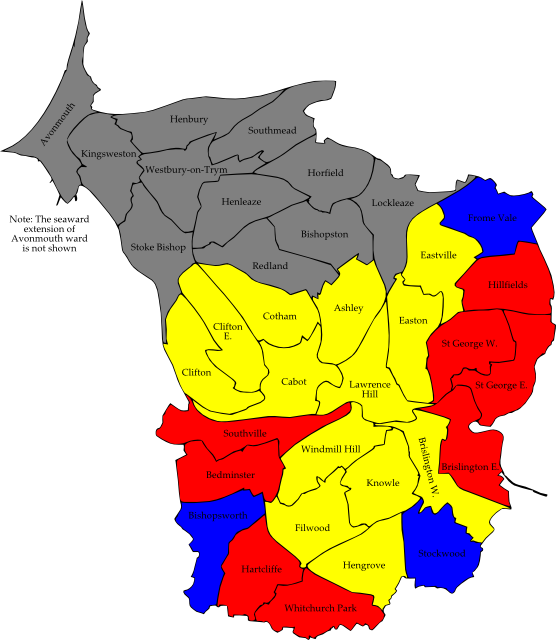 Avonmouth
Henbury
Southmead
Kingsweston
Westbury-on-Trym
Horfield
Note: The seaward
extension of
Avonmouth ward
is not shown
Henleaze
Lockleaze
Frome Vale
Stoke Bishop
Bishopston
Eastville
Redland
Hillfields
Cotham
Ashley
Easton
Clifton
E.
St George W.
Clifton
Cabot
Lawrence
Hill
St George E.
Southville
Windmill Hill
Brislington W.
Brislington E.
Bedminster
Knowle
Bishopsworth
Filwood
Stockwood
Hartcliffe
Hengrove
Whitchurch Park